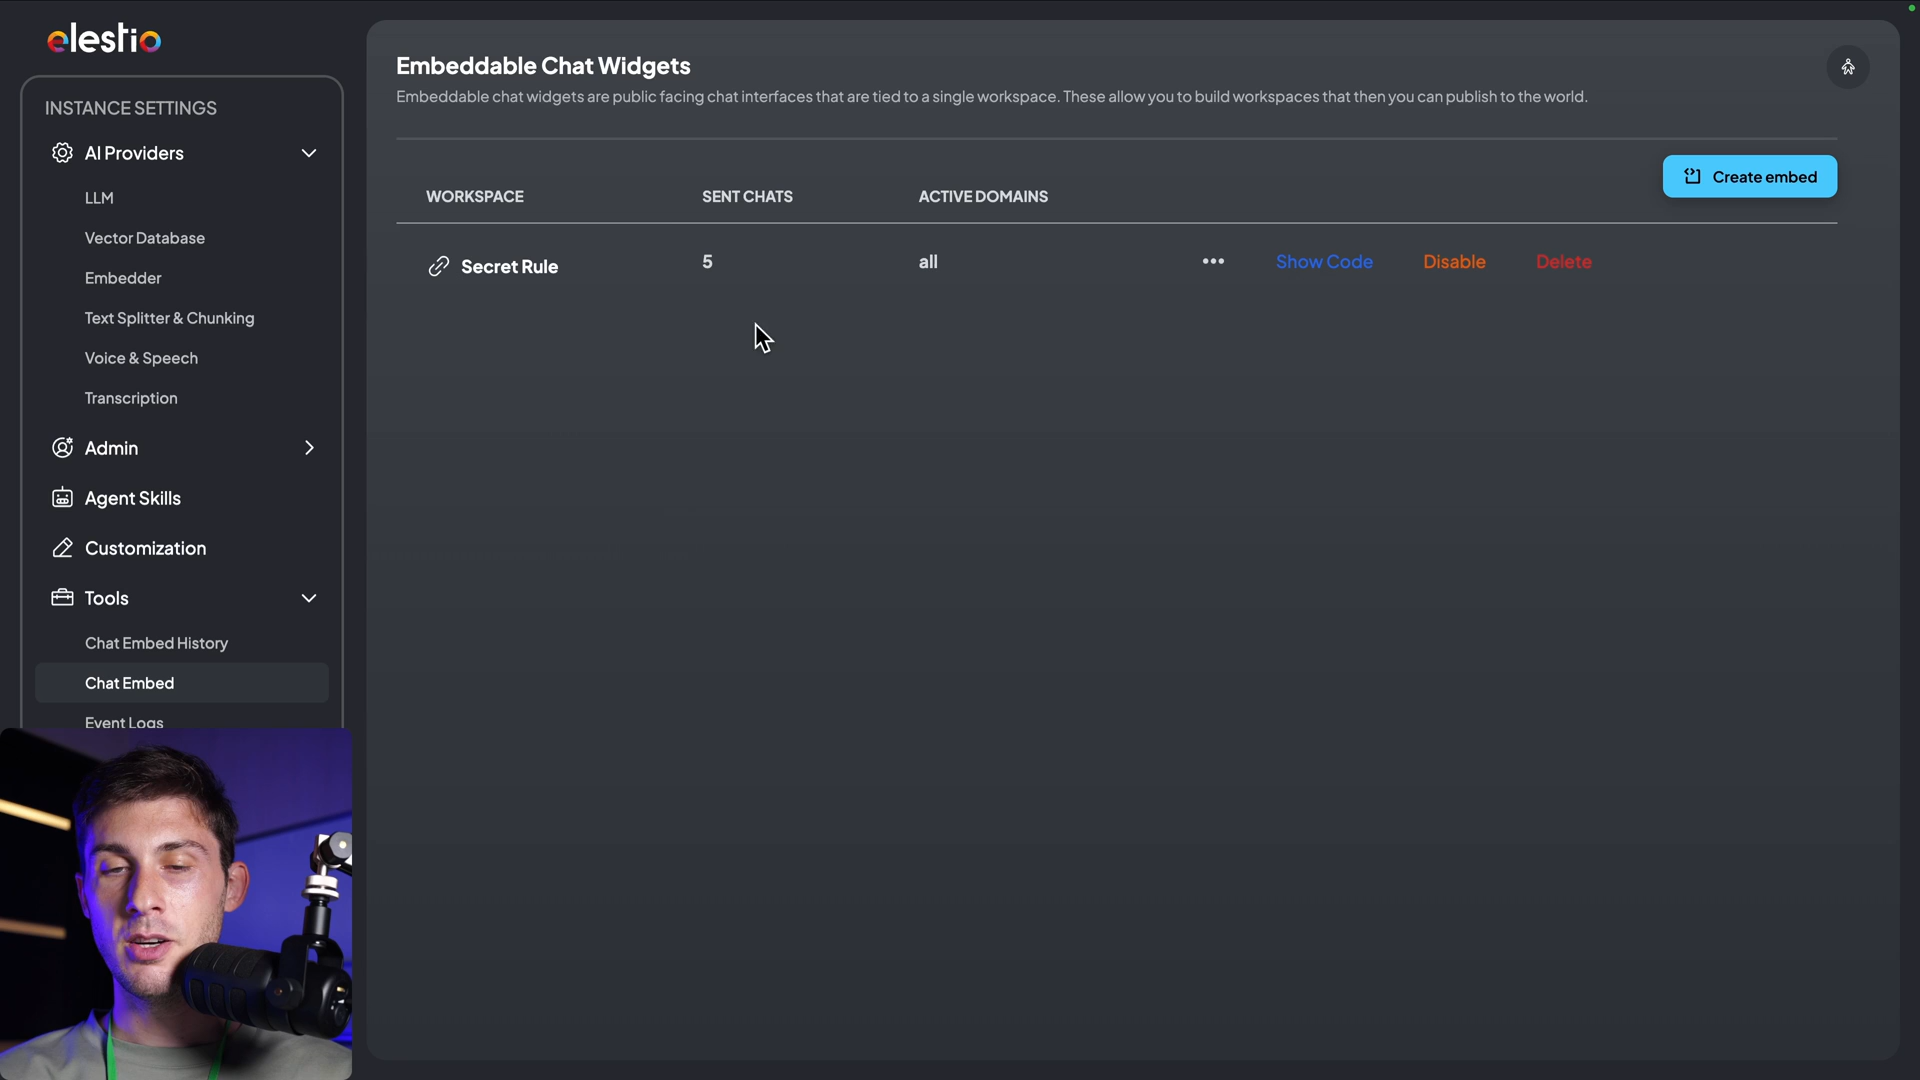 elestio
INSTANCE SETTINGS
AI Providers
LLM
Vector Database
Embedder
Text Splitter & Chunking
Voice & Speech
Transcription
Admin
Agent Skills
Customization
Tools
Chat Embed History
Chat Embed
Event Logs
Embeddable Chat Widgets
Embeddable chat widgets are public facing chat interfaces that are tied to a single workspace. These allow you to build workspaces that then you can publish to the world.
Create embed
WORKSPACE SENT CHATS ACTIVE DOMAINS
Secret Rule 5 all ••• Show Code Disable Delete